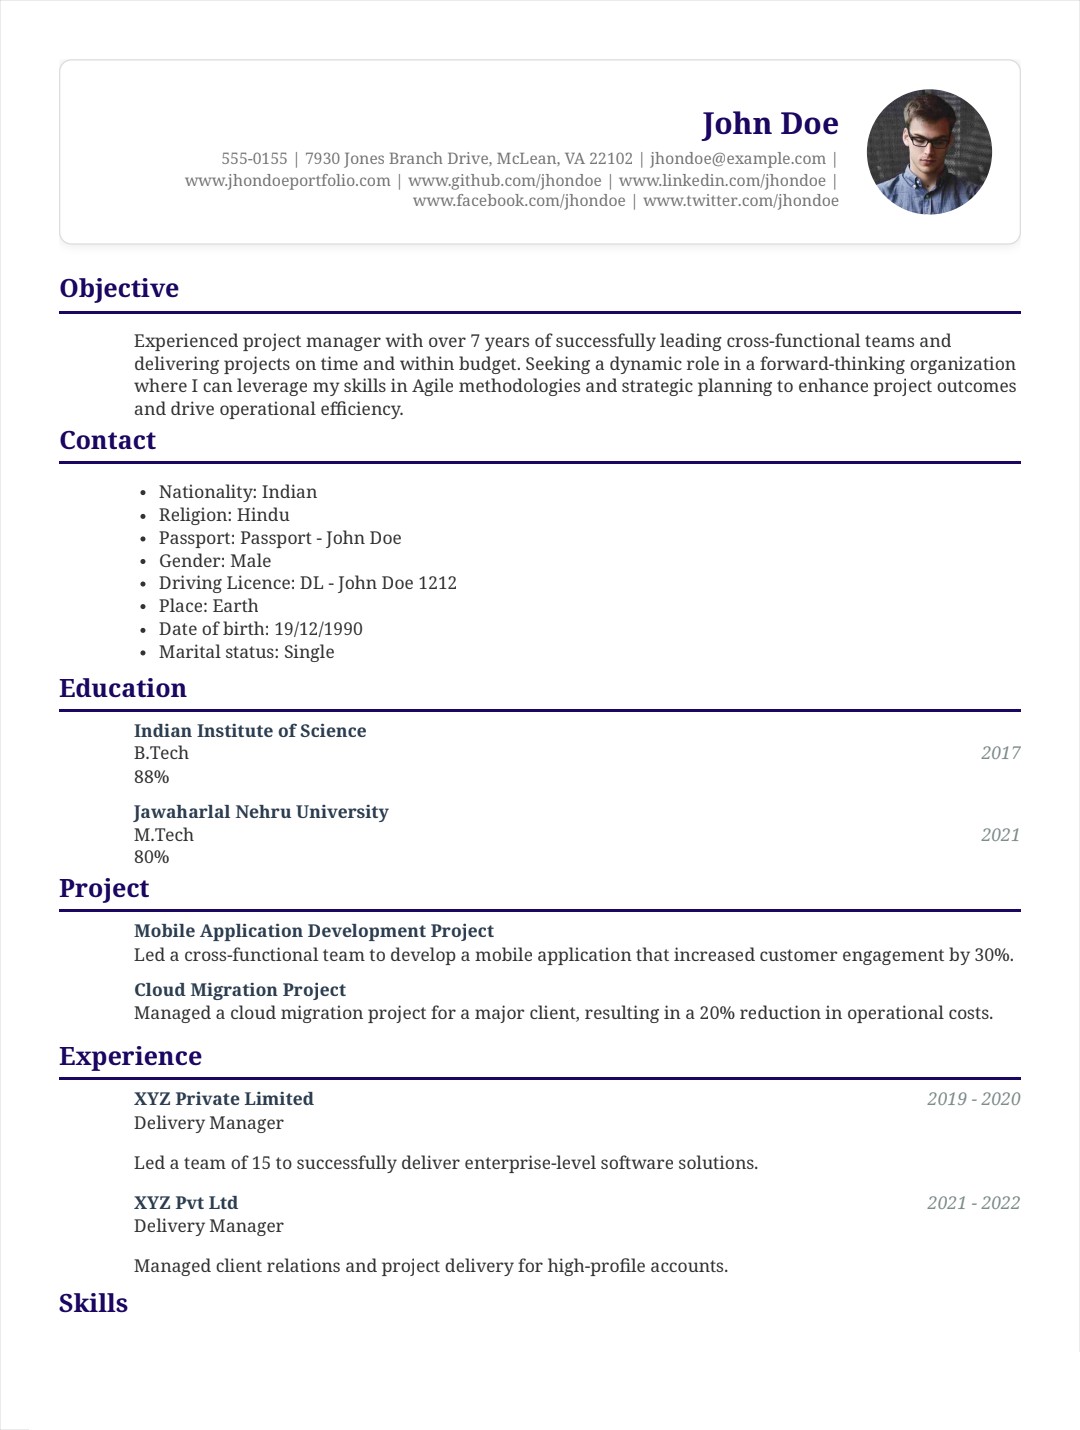 John Doe
555-0155 | 7930 Jones Branch Drive, McLean, VA 22102 | jhondoe@example.com |
www.jhondoeportfolio.com | www.github.com/jhondoe | www.linkedin.com/jhondoe |
www.facebook.com/jhondoe | www.twitter.com/jhondoe
Objective
Experienced project manager with over 7 years of successfully leading cross-functional teams and
delivering projects on time and within budget. Seeking a dynamic role in a forward-thinking organization
where I can leverage my skills in Agile methodologies and strategic planning to enhance project outcomes
and drive operational efficiency.
Contact
• Nationality: Indian
• Religion: Hindu
• Passport: Passport - John Doe
• Gender: Male
• Driving Licence: DL - John Doe 1212
• Place: Earth
• Date of birth: 19/12/1990
• Marital status: Single
Education
Indian Institute of Science
B.Tech 2017
88%
Jawaharlal Nehru University
M.Tech 2021
80%
Project
Mobile Application Development Project
Led a cross-functional team to develop a mobile application that increased customer engagement by 30%.
Cloud Migration Project
Managed a cloud migration project for a major client, resulting in a 20% reduction in operational costs.
Experience
XYZ Private Limited 2019 - 2020
Delivery Manager
Led a team of 15 to successfully deliver enterprise-level software solutions.
XYZ Pvt Ltd 2021 - 2022
Delivery Manager
Managed client relations and project delivery for high-profile accounts.
Skills